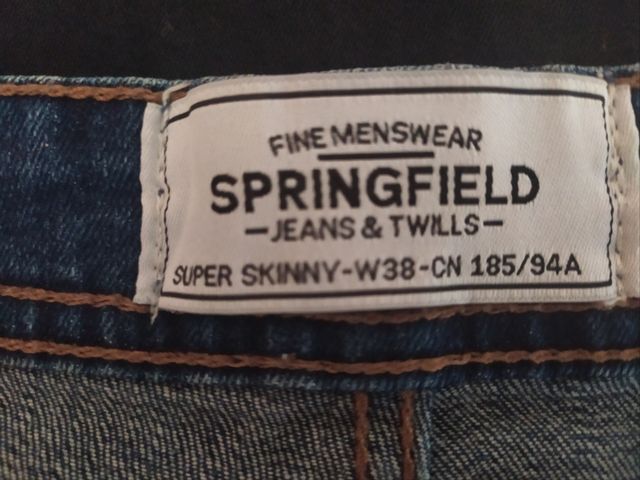 FINE MENSWEAR
SPRINGFIELD
-JEANS & TWILLS-
SUPER SKINNY-W38-CN 185/94A